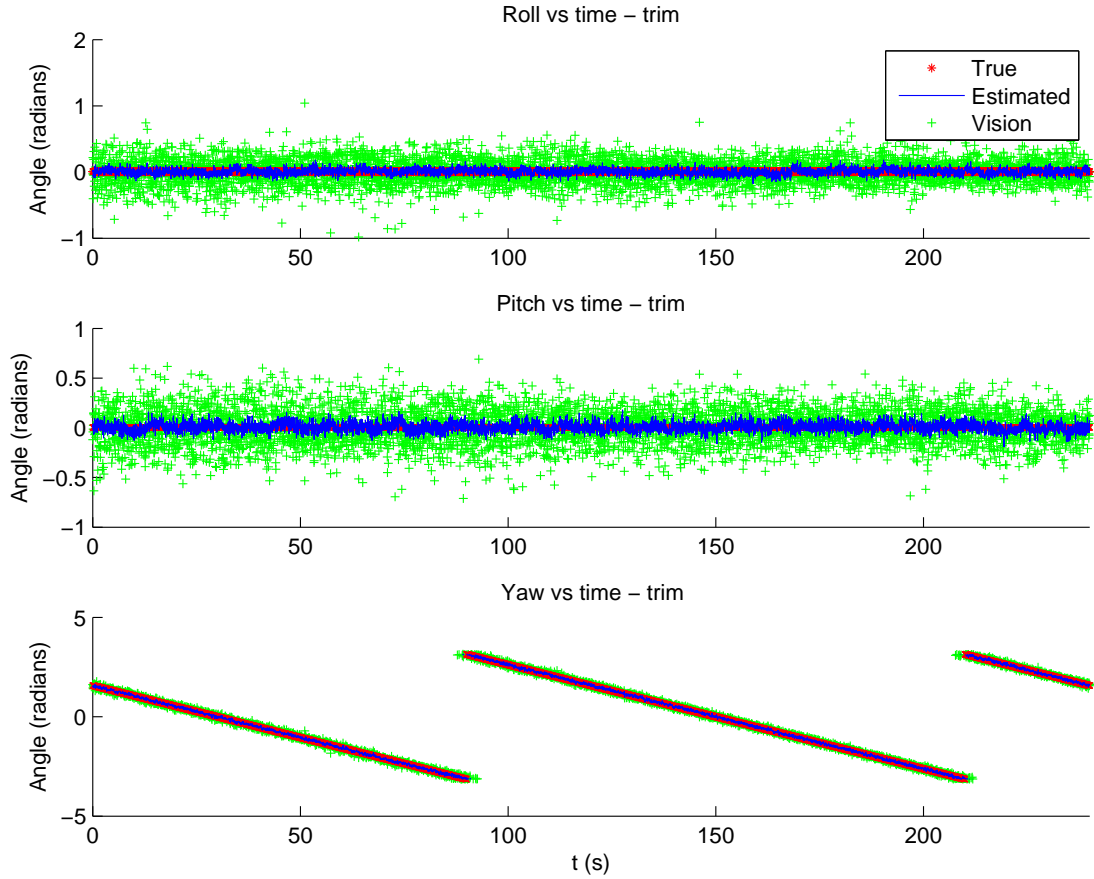 Roll vs time − trim
2
1
0
−1
Angle (radians)
0
50
100
150
200
True
Estimated
Vision
Pitch vs time − trim
1
0.5
0
−0.5
−1
Angle (radians)
0
50
100
150
200
Yaw vs time − trim
5
0
−5
Angle (radians)
0
50
100
150
200
t (s)